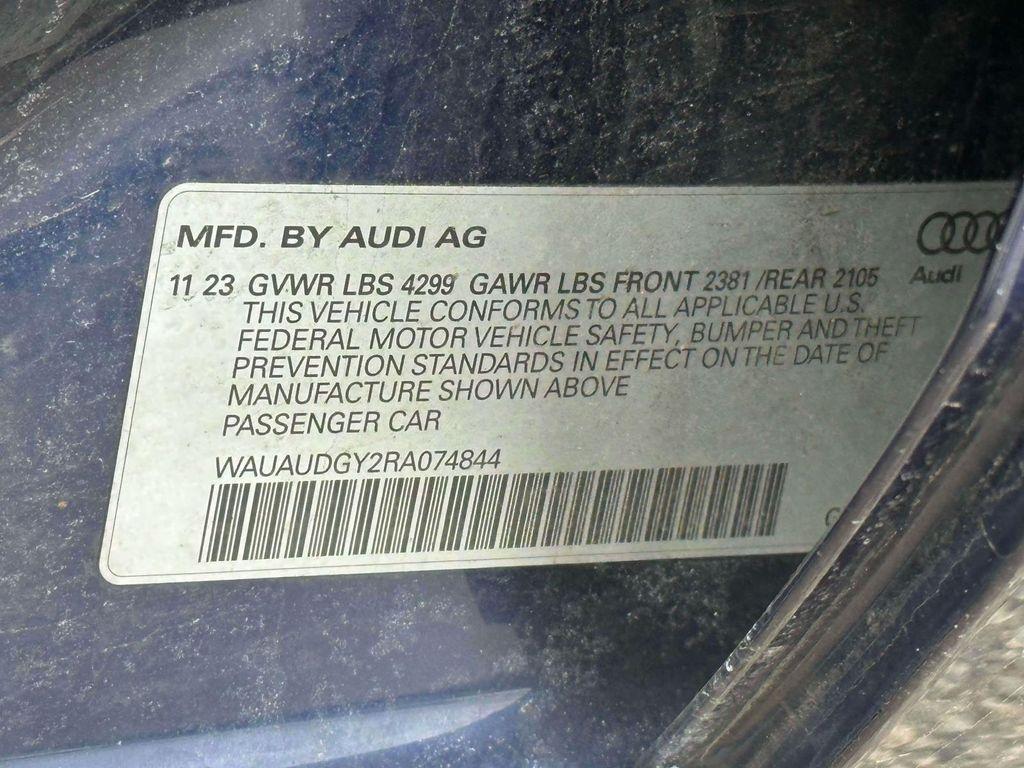 MFD. BY AUDI AG
Audi
11 23 GVWR LBS 4299 GAWR LBS FRONT 2381 /REAR 2105
THIS VEHICLE CONFORMS TO ALL APPLICABLE U.S.
FEDERAL MOTOR VEHICLE SAFETY, BUMPER AND THEFT
PREVENTION STANDARDS IN EFFECT ON THE DATE OF
MANUFACTURE SHOWN ABOVE
PASSENGER CAR
WAUAUDGY2RA074844